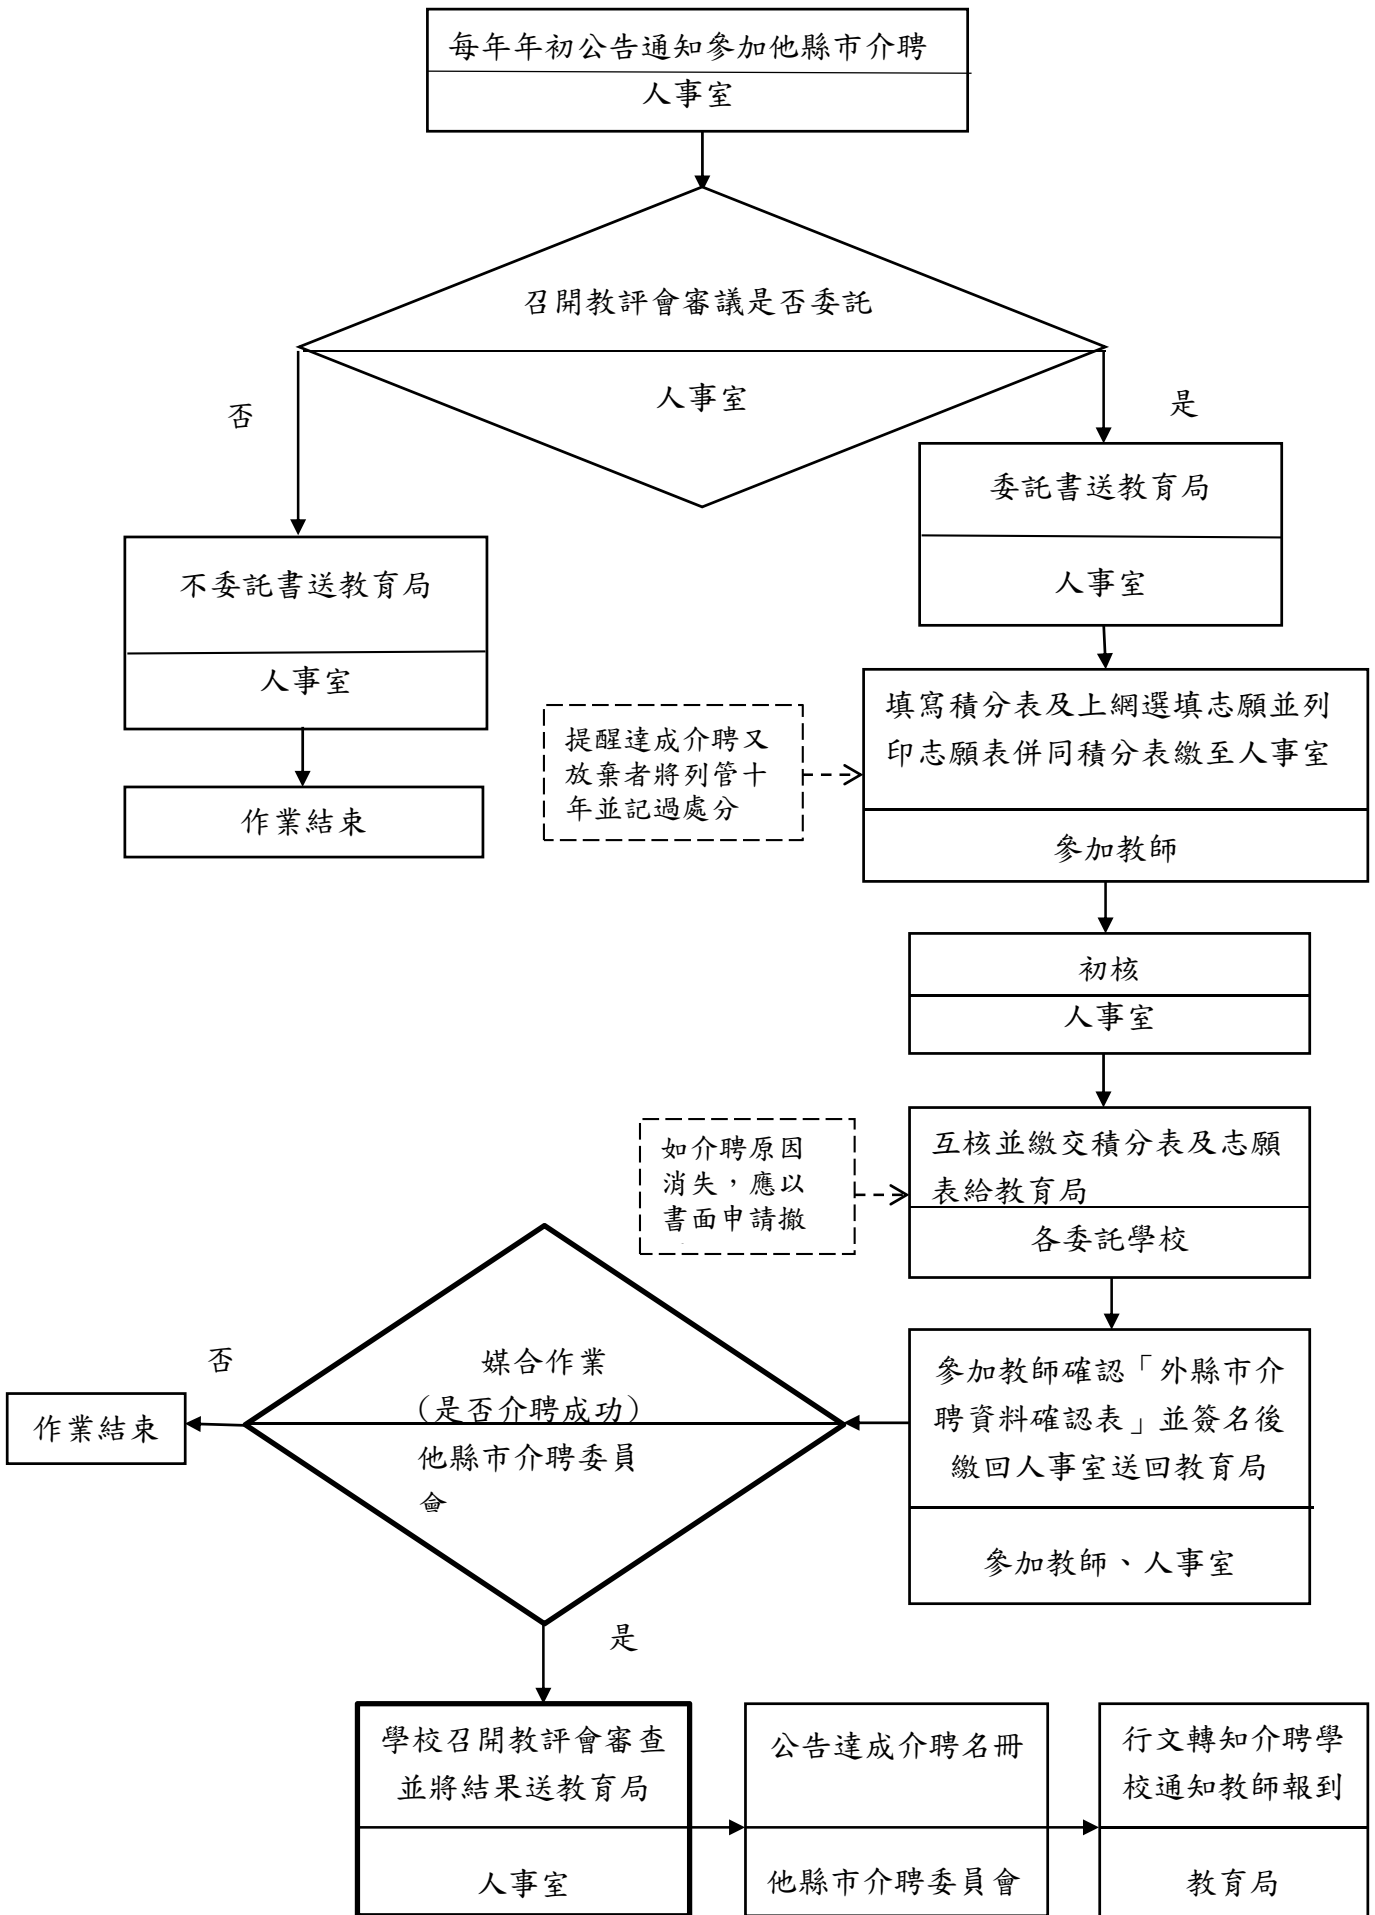 每年年初公告通知參加他縣市介聘
人事室
召開教評會審議是否委託
人事室
否
是
委託書送教育局
人事室
不委託書送教育局
人事室
作業結束
填寫積分表及上網選填志願並列
印志願表併同積分表繳至人事室
參加教師
提醒達成介聘又
放棄者將列管十
年並記過處分
初核
人事室
互核並繳交積分表及志願
表給教育局
各委託學校
如介聘原因
消失，應以
書面申請撤
參加教師確認「外縣市介
聘資料確認表」並簽名後
繳回人事室送回教育局
參加教師、人事室
媒合作業
(是否介聘成功)
他縣市介聘委員
會
否
作業結束
是
學校召開教評會審查
並將結果送教育局
人事室
公告達成介聘名冊
他縣市介聘委員會
行文轉知介聘學
校通知教師報到
教育局